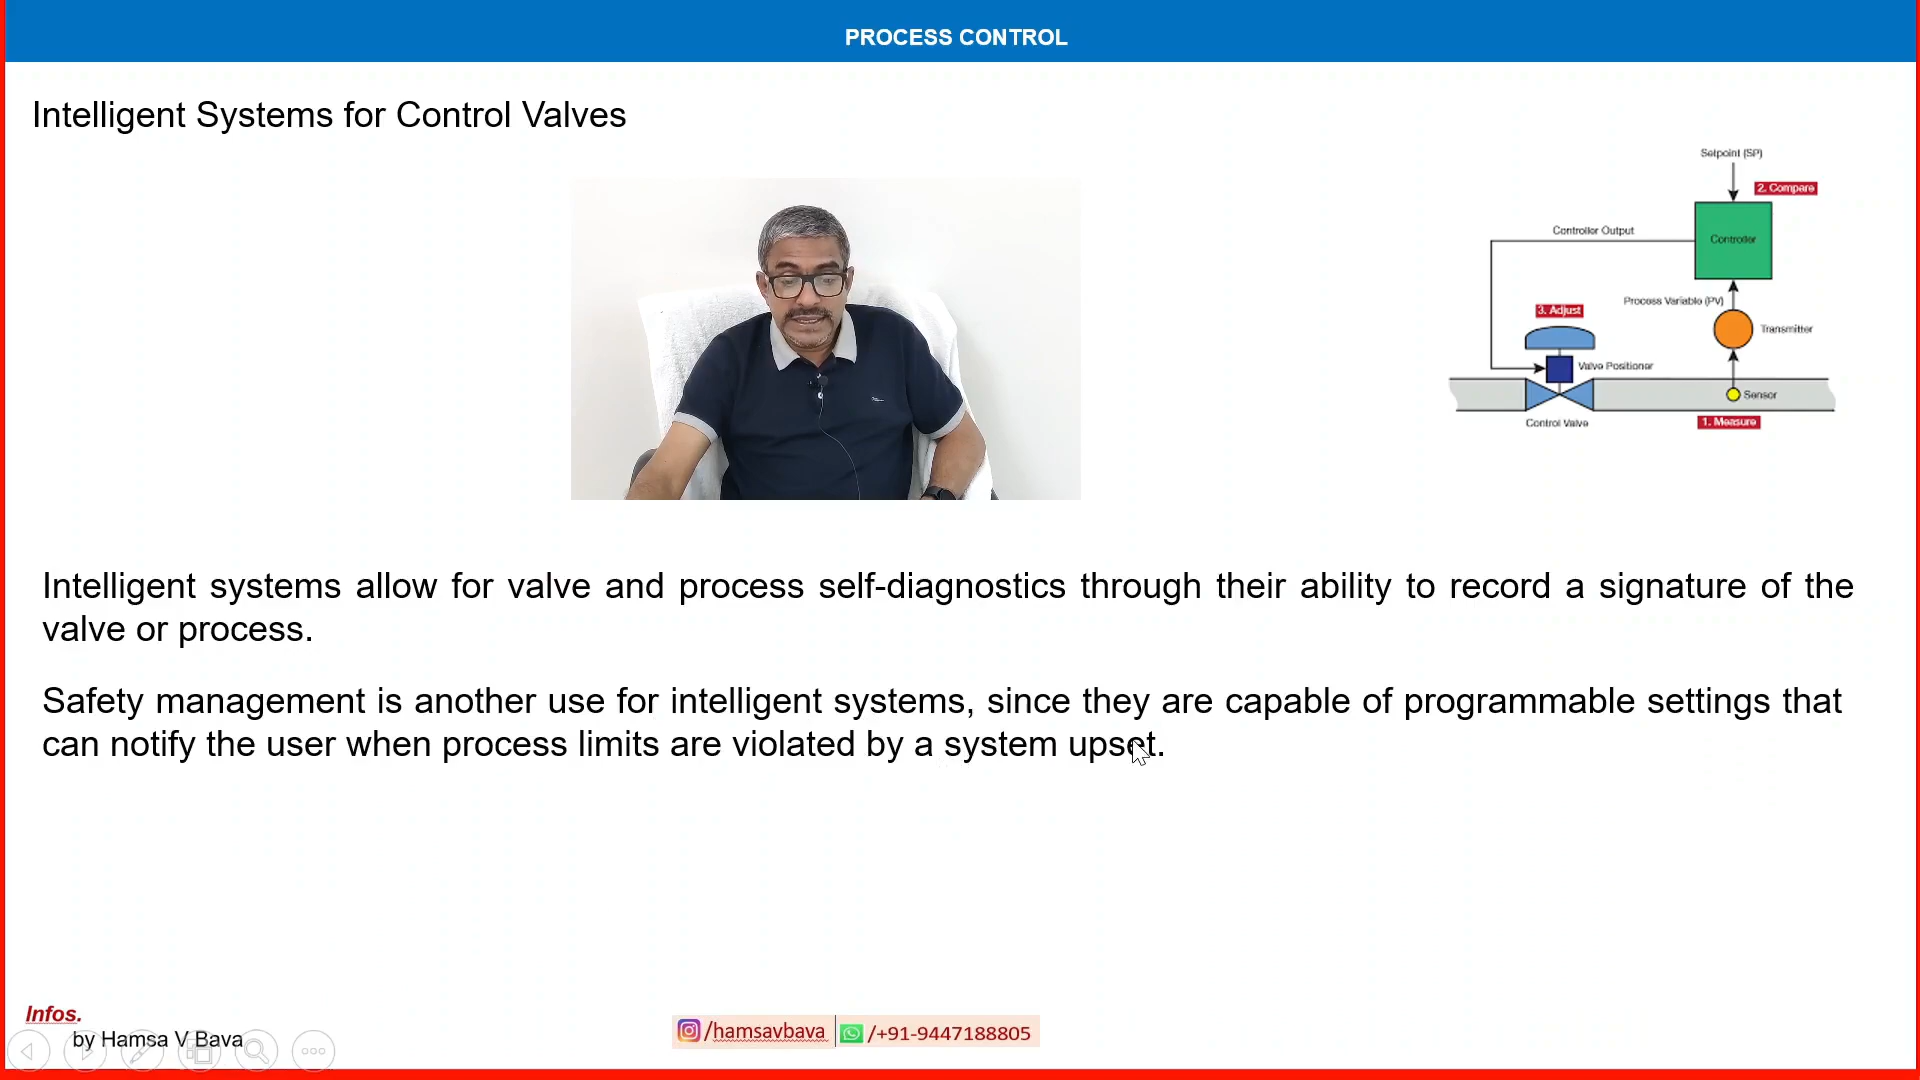 PROCESS CONTROL
Intelligent Systems for Control Valves
Setpoint (SP)
2. Compare
Controller Output
Controller
Process Variable (PV)
3. Adjust
Transmitter
Valve Positioner
Sensor
Control Valve
1. Measure
Intelligent systems allow for valve and process self-diagnostics through their ability to record a signature of the
valve or process.
Safety management is another use for intelligent systems, since they are capable of programmable settings that
can notify the user when process limits are violated by a system upset.
Infos.
by Hamsa V Bava
/hamsavbava
/+91-9447188805